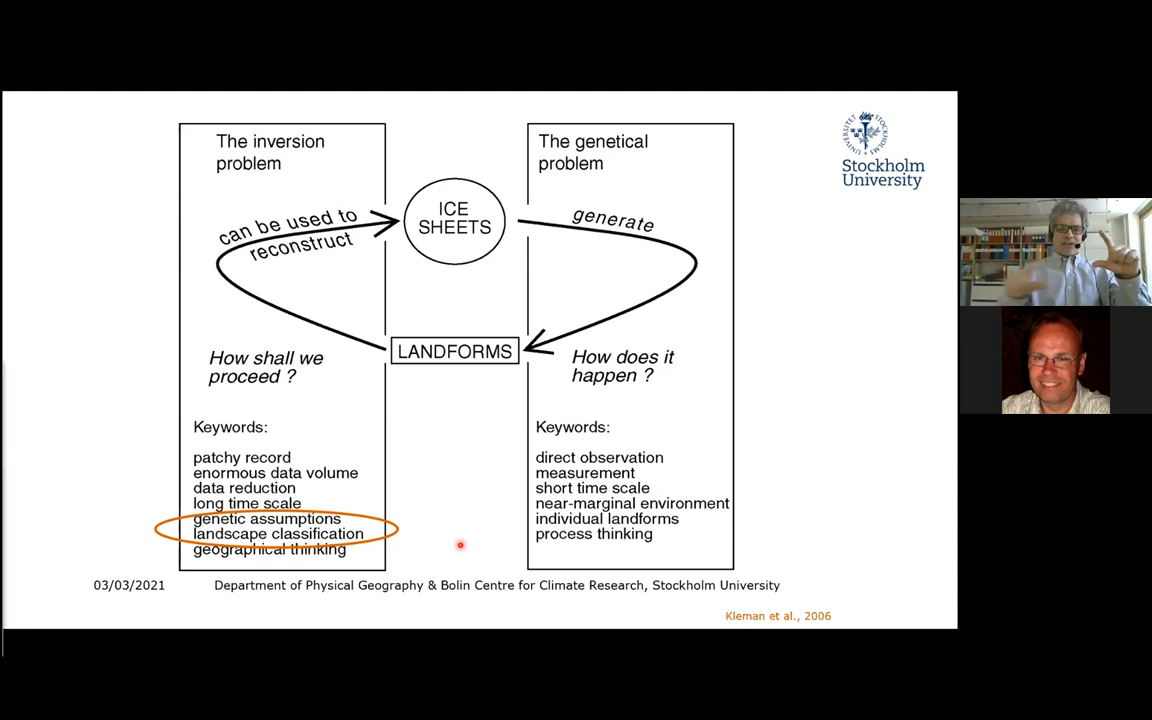 The inversion
problem
can be used to
reconstruct
How shall we
proceed ?
Keywords:
patchy record
enormous data volume
data reduction
long time scale
genetic assumptions
landscape classification
geographical thinking
ICE
SHEETS
LANDFORMS
The genetical
problem
generate
How does it
happen ?
Keywords:
direct observation
measurement
short time scale
near-marginal environment
individual landforms
process thinking
Stockholm
University
03/03/2021
Department of Physical Geography & Bolin Centre for Climate Research, Stockholm University
Kleman et al., 2006